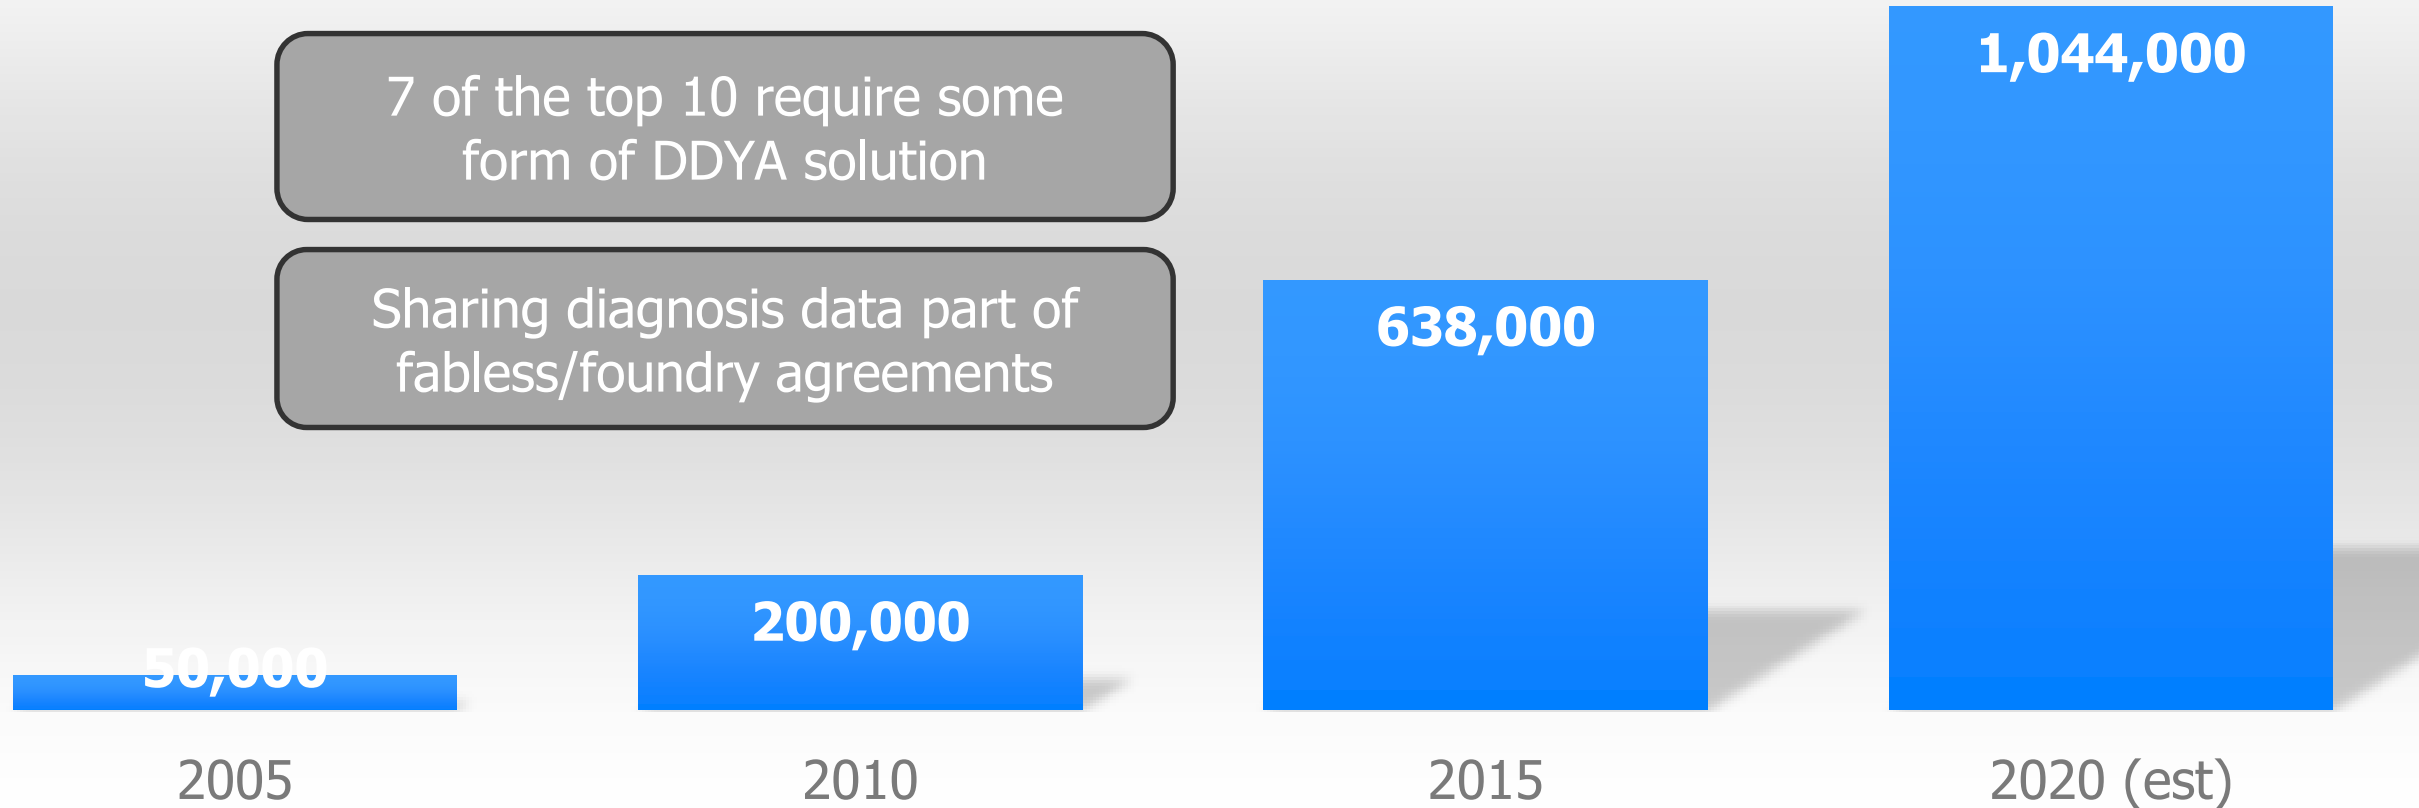 7 of the top 10 require some
form of DDYA solution
Sharing diagnosis data part of
fabless/foundry agreements
50,000
200,000
638,000
1,044,000
2005
2010
2015
2020 (est)